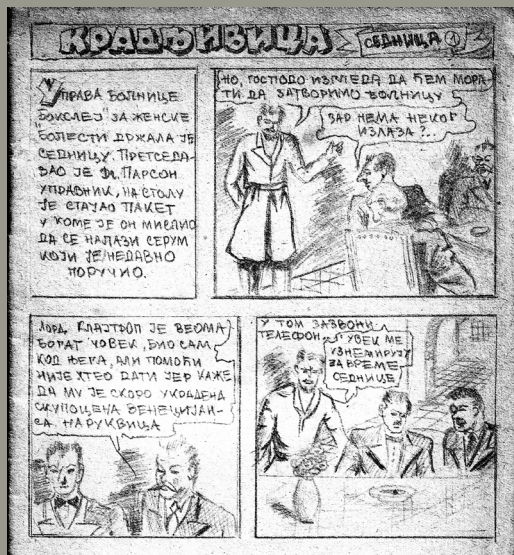 КРАДЉИВИЦА
СЕДНИЦА 1
УПРАВА БОЛНИЦЕ
„БОКСЛЕЈ" ЗА ЖЕНСКЕ
БОЛЕСТИ ДРЖАЛА ЈЕ
СЕДНИЦУ. ПРЕТСЕДА-
ВАО ЈЕ Др. ПАРСОН
УПРАВНИК, НА СТОЛУ
ЈЕ СТАЈАО ПАКЕТ
У КОМЕ ЈЕ ОН МИСЛИО
ДА СЕ НАЛАЗИ СЕРУМ
КОЈИ ЈЕ НЕДАВНО
ПОРУЧИО.
НО, ГОСПОДО ИЗГЛЕДА ДА ЋЕМ МОРА-
ТИ ДА ЗАТВОРИМО БОЛНИЦУ
ЗАР НЕМА НЕКОГ
ИЗЛАЗА?..
ЛОРД КЛАЈТРОП ЈЕ ВЕОМА
БОГАТ ЧОВЕК, БИО САМ
КОД ЊЕГА, АЛИ ПОМОЋИ
НИЈЕ ХТЕО ДАТИ ЈЕР КАЖЕ
ДА МУ ЈЕ СКОРО УКРАДЕНА
СКУПОЦЕНА ВЕНЕЦИЈАН-
СА НАРУКВИЦА
У ТОМ ЗАЗВОНИ
ТЕЛЕФОН
УВЕК МЕ
УЗНЕМИРУЈУ
ЗА ВРЕМЕ
СЕДНИЦЕ